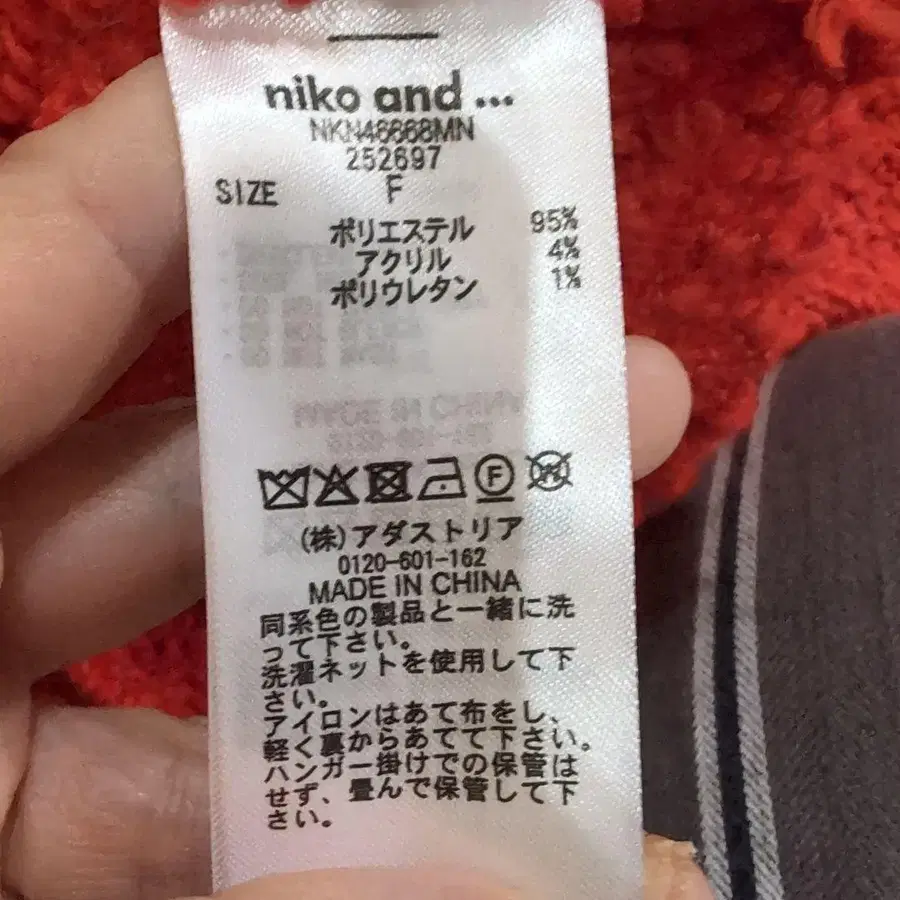 niko and ...
NKN46668MN
252697
SIZE F
ポリエステル 95%
アクリル 4%
ポリウレタン 1%
F
W
(株)アダストリア
0120-601-162
MADE IN CHINA
同系色の製品と一緒に洗
って下さい。
洗濯ネットを使用して下
さい。
アイロンはあて布をし、
軽く裏からあてて下さい。
ハンガー掛けでの保管は
せず、畳んで保管して下
さい。